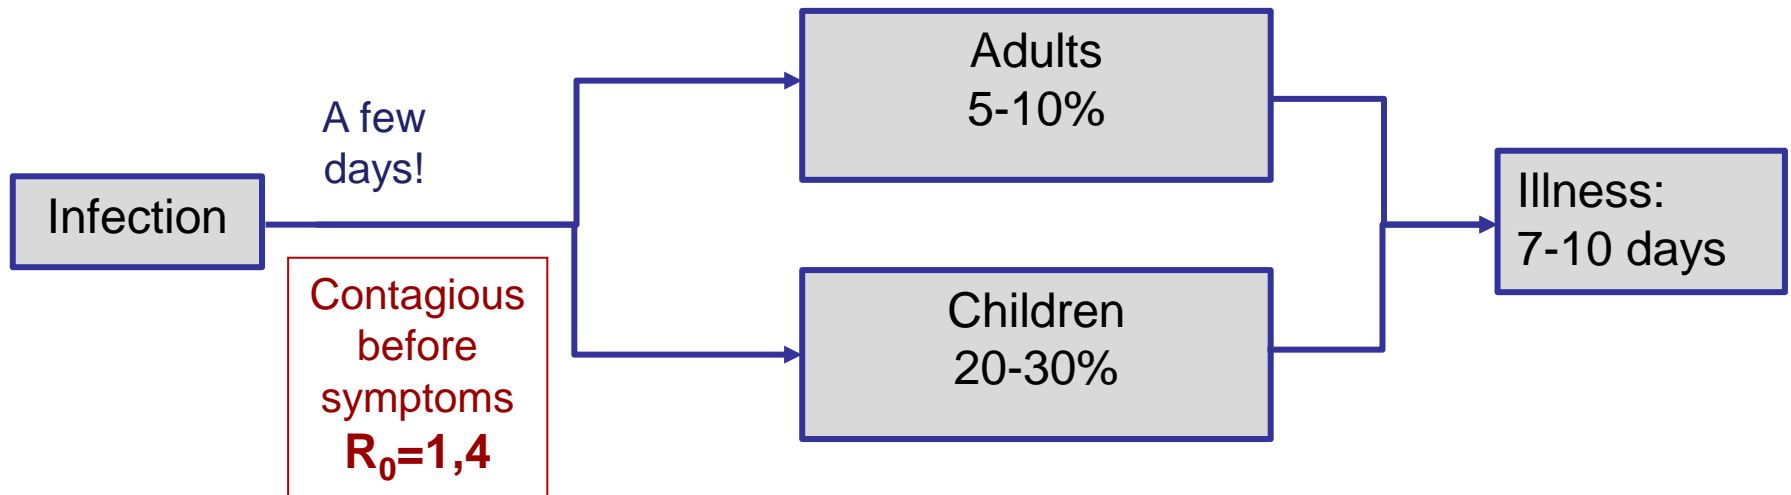 Infection
A few
days!
Contagious
before
symptoms
R₀=1,4
Adults
5-10%
Children
20-30%
Illness:
7-10 days